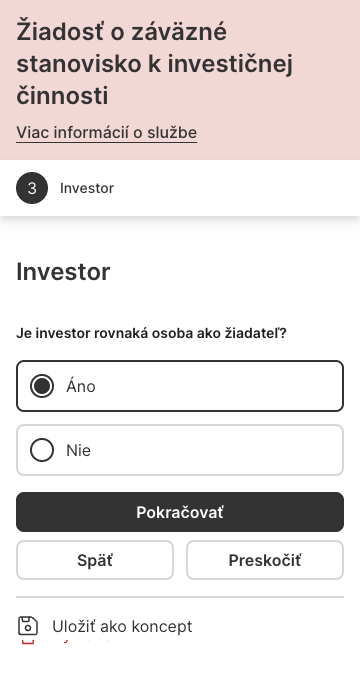 Žiadosť o záväzné
stanovisko k investičnej
činnosti
Viac informácií o službe
3 Investor
Investor
Je investor rovnaká osoba ako žiadateľ?
Áno
Nie
Pokračovať
Späť Preskočiť
Uložiť ako koncept